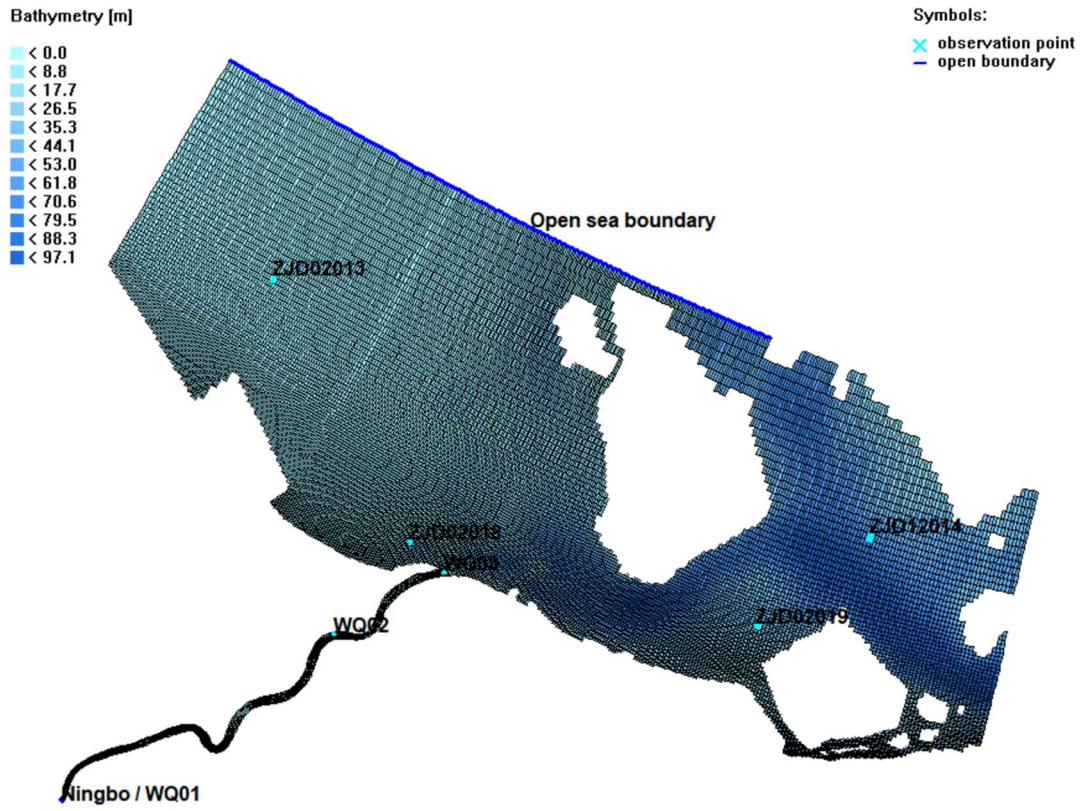 Bathymetry [m]
< 0.0
< 8.8
< 17.7
< 26.5
< 35.3
< 44.1
< 53.0
< 61.8
< 70.6
< 79.5
< 88.3
< 97.1
Symbols:
observation point
open boundary
Open sea boundary
ZJD02013
ZJD02018
WQ03
ZJD12014
ZJD02019
WQ02
Ningbo / WQ01